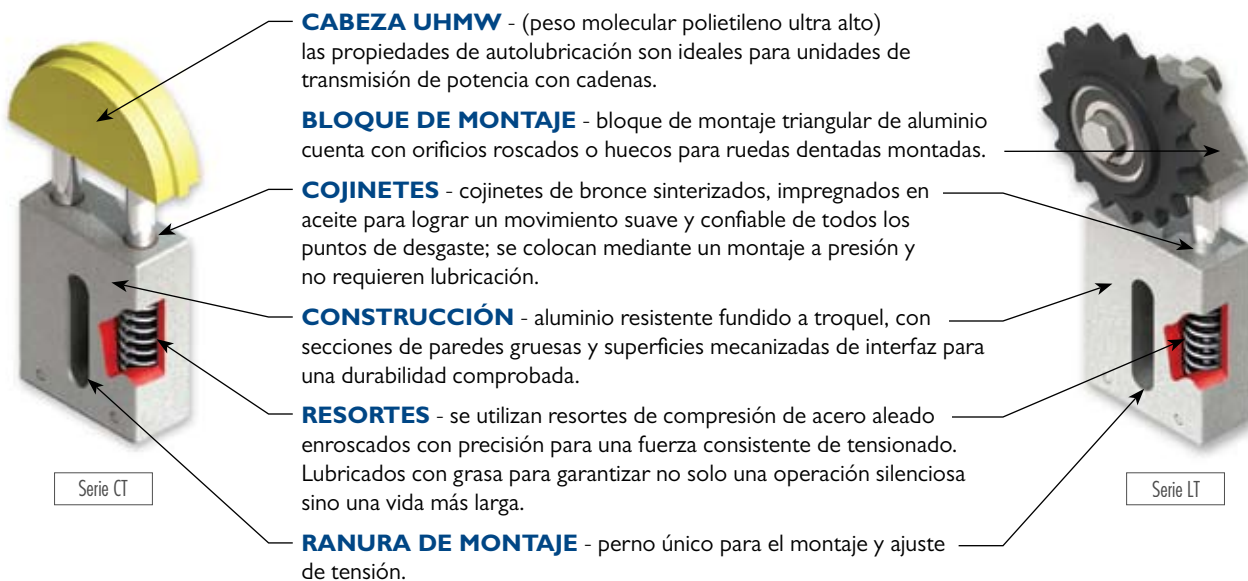 CABEZA UHMW - (peso molecular polietileno ultra alto)
las propiedades de autolubricación son ideales para unidades de
transmisión de potencia con cadenas.
BLOQUE DE MONTAJE - bloque de montaje triangular de aluminio
cuenta con orificios roscados o huecos para ruedas dentadas montadas.
COJINETES - cojinetes de bronce sinterizados, impregnados en
aceite para lograr un movimiento suave y confiable de todos los
puntos de desgaste; se colocan mediante un montaje a presión y
no requieren lubricación.
CONSTRUCCIÓN - aluminio resistente fundido a troquel, con
secciones de paredes gruesas y superficies mecanizadas de interfaz para
una durabilidad comprobada.
RESORTES - se utilizan resortes de compresión de acero aleado
enroscados con precisión para una fuerza consistente de tensionado.
Lubricados con grasa para garantizar no solo una operación silenciosa
sino una vida más larga.
RANURA DE MONTAJE - perno único para el montaje y ajuste
de tensión.
Serie CT
Serie LT